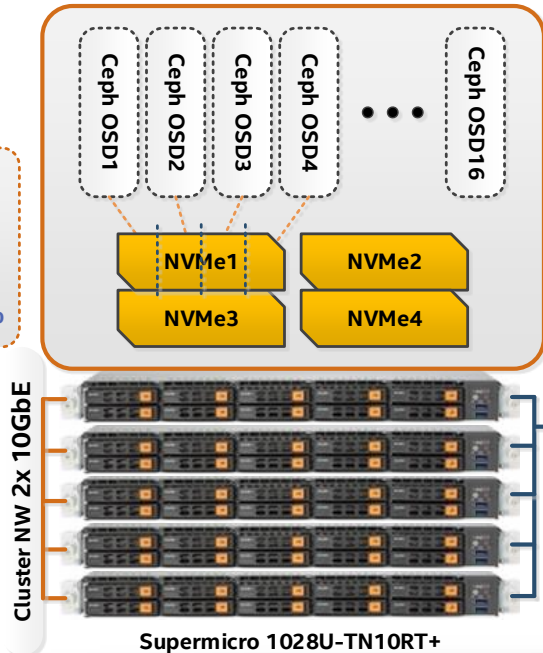 Ceph OSD1
Ceph OSD2
Ceph OSD3
Ceph OSD4
Ceph OSD16
NVMe1
NVMe2
NVMe3
NVMe4
Cluster NW 2x 10GbE
Supermicro 1028U-TN10RT+